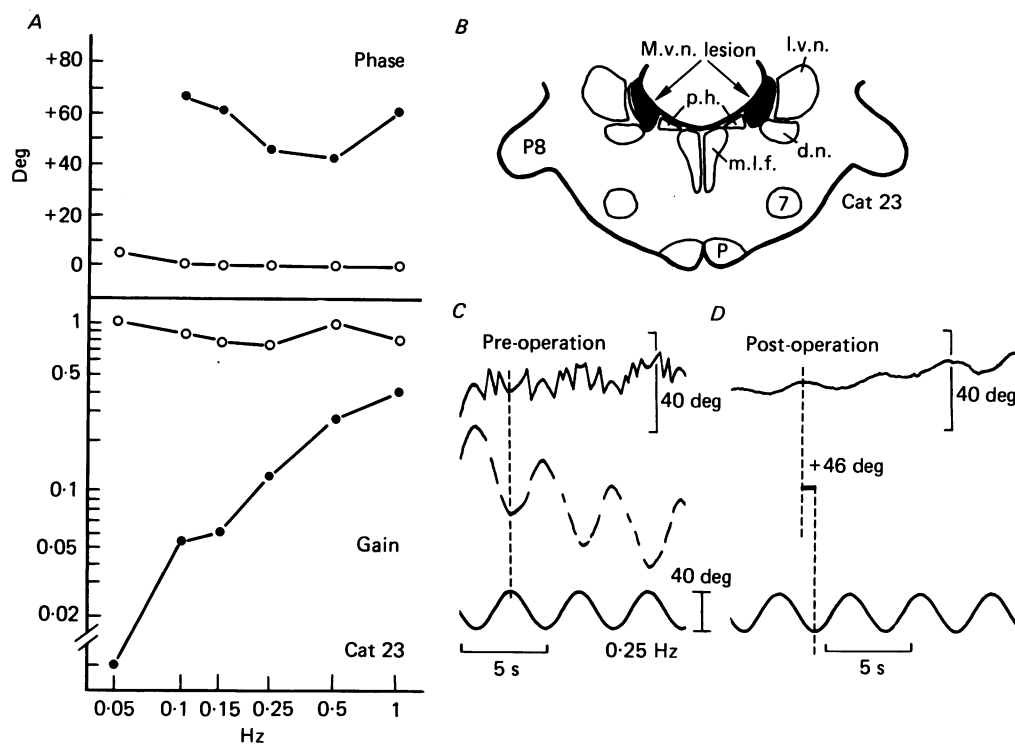 A
+80
+60
+40
+20
0
Deg
Phase
1
0·5
0·1
0·05
0·02
Gain
Cat 23
0·05 0·1 0·15 0·25 0·5 1
Hz
B
M.v.n. lesion
l.v.n.
p.h.
P8
m.l.f.
d.n.
7
Cat 23
P
C
Pre-operation
40 deg
40 deg
5 s
0·25 Hz
D
Post-operation
40 deg
+46 deg
5 s